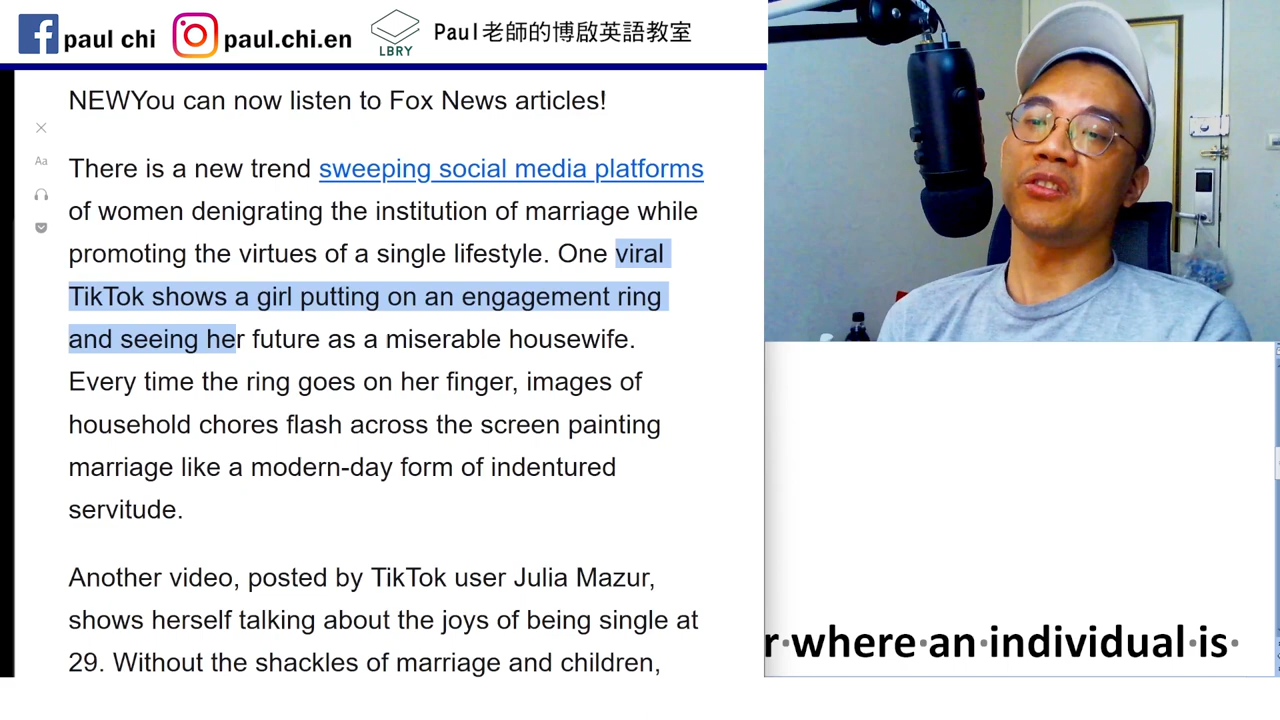 paul chi
paul.chi.en
LBRY
Paul老師的博啟英語教室
NEWYou can now listen to Fox News articles!
Aa
There is a new trend sweeping social media platforms
of women denigrating the institution of marriage while
promoting the virtues of a single lifestyle. One viral
TikTok shows a girl putting on an engagement ring
and seeing her future as a miserable housewife.
Every time the ring goes on her finger, images of
household chores flash across the screen painting
marriage like a modern-day form of indentured
servitude.
Another video, posted by TikTok user Julia Mazur,
shows herself talking about the joys of being single at
29. Without the shackles of marriage and children,
r·where·an·individual·is·